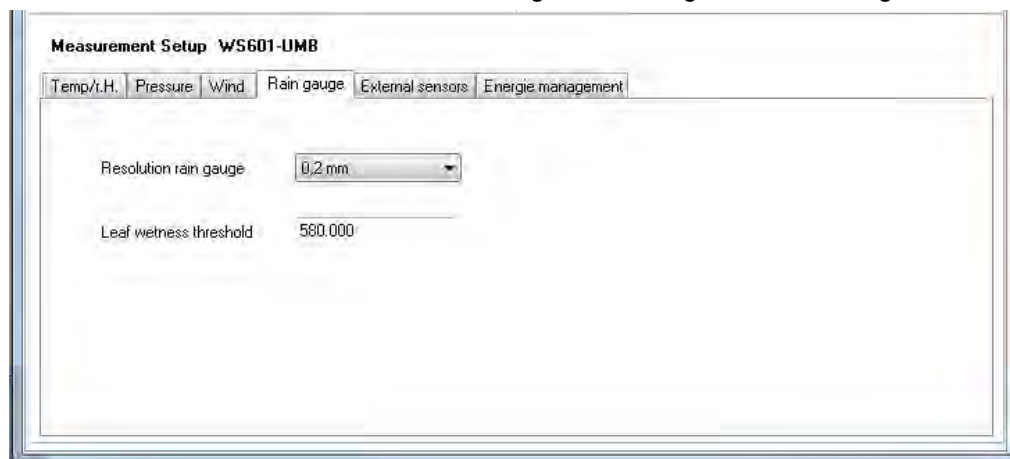 Measurement Setup WS601-UMB
Temp/r.H. Pressure Wind Rain gauge External sensors Energie management
Resolution rain gauge 0,2 mm
Leaf wetness threshold 580.000